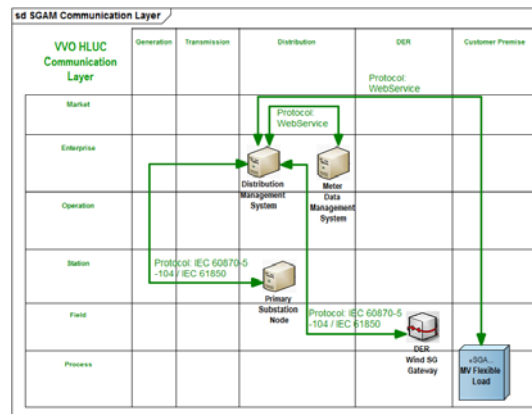 sd SGAM Communication Layer
VVO HLUC
Communication
Layer
Generation
Transmission
Distribution
DER
Customer Premise
Protocol:
WebService
Market
Protocol:
WebService
Enterprise
Distribution
Management
System
Meter
Data
Management
System
Operation
Station
Protocol: IEC 60870-5
-104 / IEC 61850
Primary
Substation
Node
Field
Protocol: IEC 60870-5
-104 / IEC 61850
DER
Wind SG
Gateway
Process
«SGA...
MV Flexible
Load